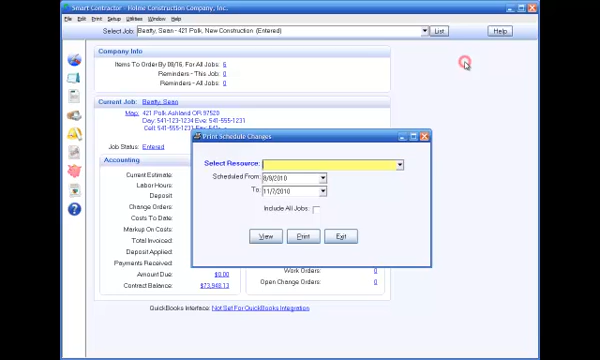 Smart Contractor - Holme Construction Company, Inc.
File Edit Print Setup Utilities Window Help
Select Job: Beatty, Sean - 421 Polk, New Construction (Entered) List Help
Company Info
Items To Order By 08/16, For All Jobs: 6
Reminders - This Job: 0
Reminders - All Jobs: 0
Current Job: Beatty, Sean
Map: 421 Polk Ashland OR 97520
Day: 541-123-1234 Eve: 541-555-1231
Cell: 541-555-1231
Job Status: Entered
Print Schedule Changes
Select Resource:
Scheduled From: 8/9/2010
To: 11/7/2010
Include All Jobs:
View Print Exit
Accounting
Current Estimate:
Labor Hours:
Deposit
Change Orders:
Costs To Date:
Markup on Costs:
Total Invoiced:
Deposit Applied:
Payments Received:
Amount Due: $0.00
Contract Balance: $73,948.13
Work Orders: 0
Open Change Orders: 0
QuickBooks Interface: Not Set For QuickBooks Integration